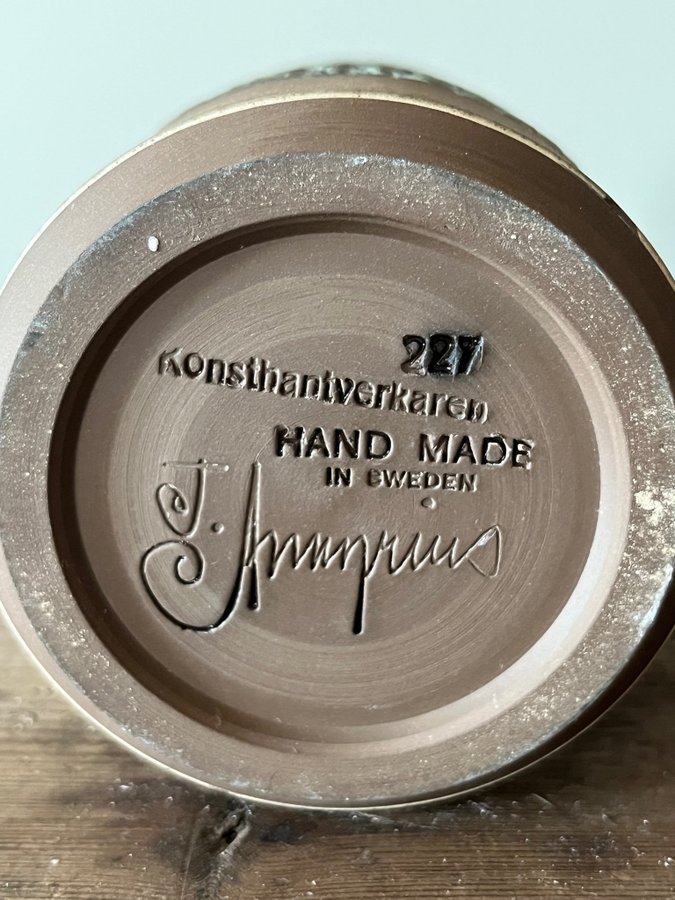 227
Konsthantverkaren
HAND MADE
IN SWEDEN
J.